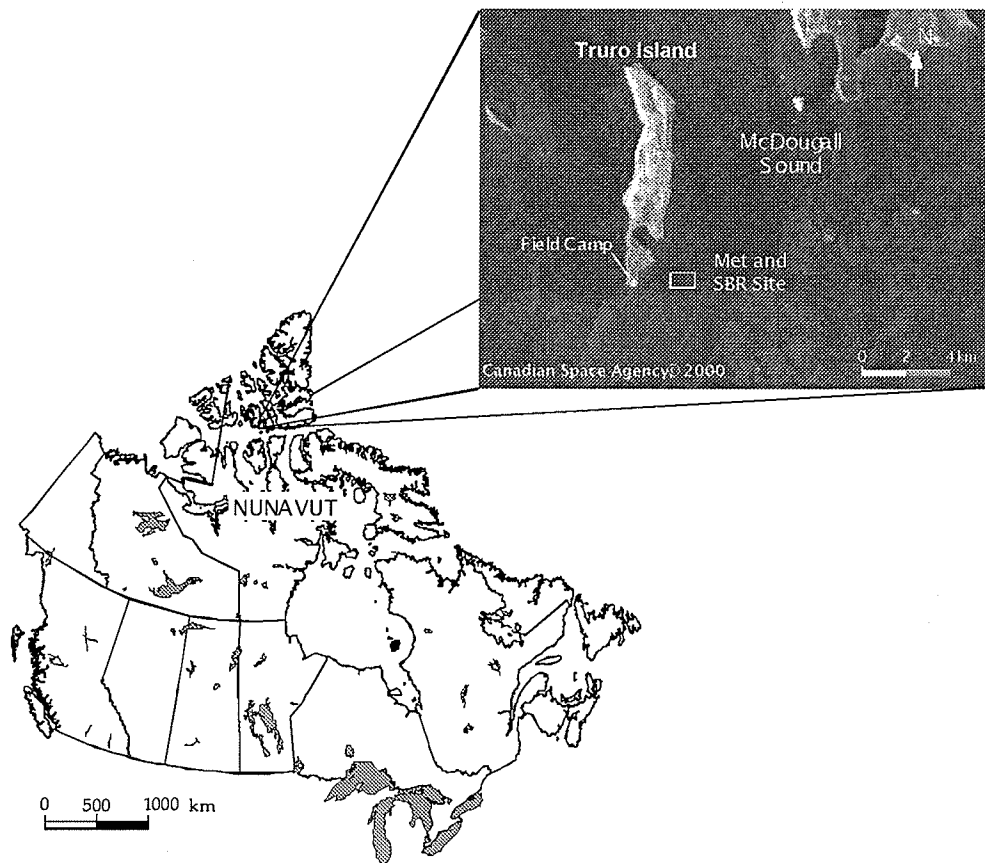 Truro Island
N
McDougall
Sound
Field Camp
Met and
SBR Site
0 2 4 km
Canadian Space Agency© 2000
NUNAVUT
0 500 1000 km